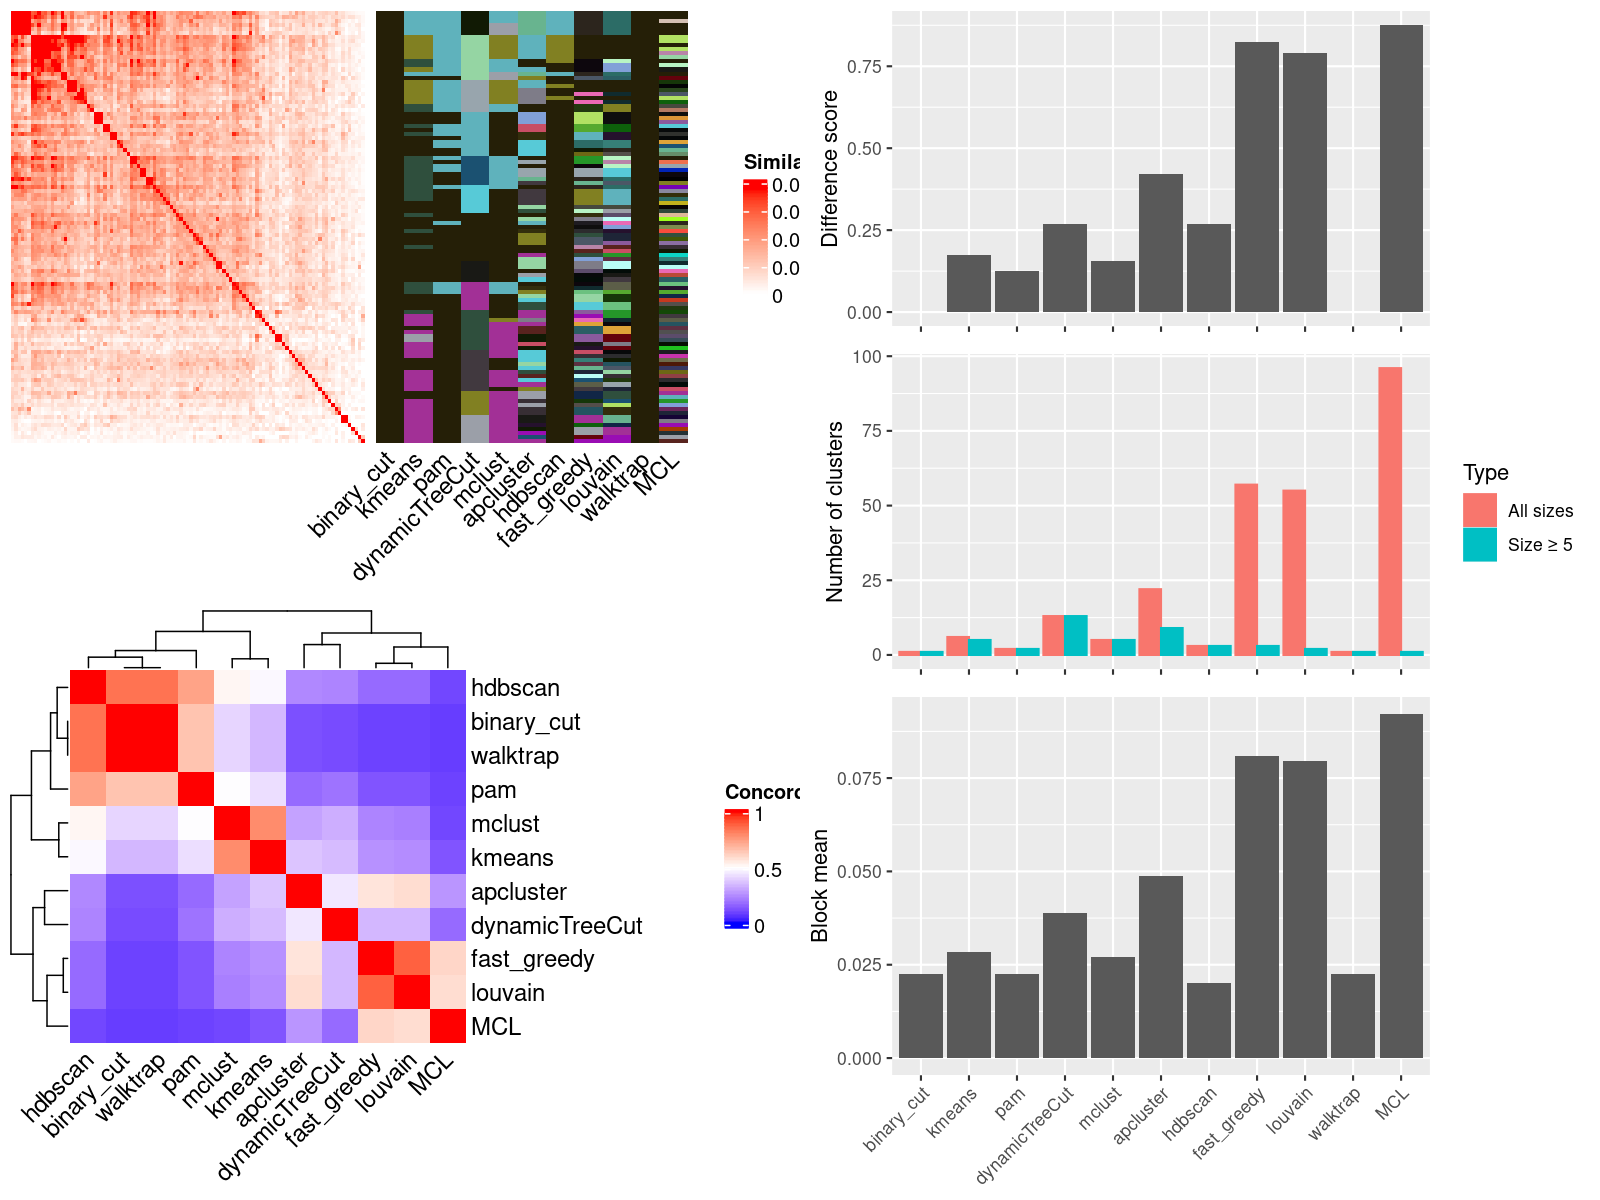 Simila
0.0
0.0
0.0
0.0
0
binary_cut
kmeans
pam
dynamicTreeCut
mclust
apcluster
hdbscan
fast_greedy
louvain
walktrap
MCL
hdbscan
binary_cut
walktrap
pam
mclust
kmeans
apcluster
dynamicTreeCut
fast_greedy
louvain
MCL
hdbscan
binary_cut
walktrap
pam
mclust
kmeans
apcluster
dynamicTreeCut
fast_greedy
louvain
MCL
Concord
1
0.5
0
Difference score
0.75
0.50
0.25
0.00
Number of clusters
100
75
50
25
0
Type
All sizes
Size ≥ 5
Block mean
0.075
0.050
0.025
0.000
binary_cut
kmeans
pam
dynamicTreeCut
mclust
apcluster
hdbscan
fast_greedy
louvain
walktrap
MCL